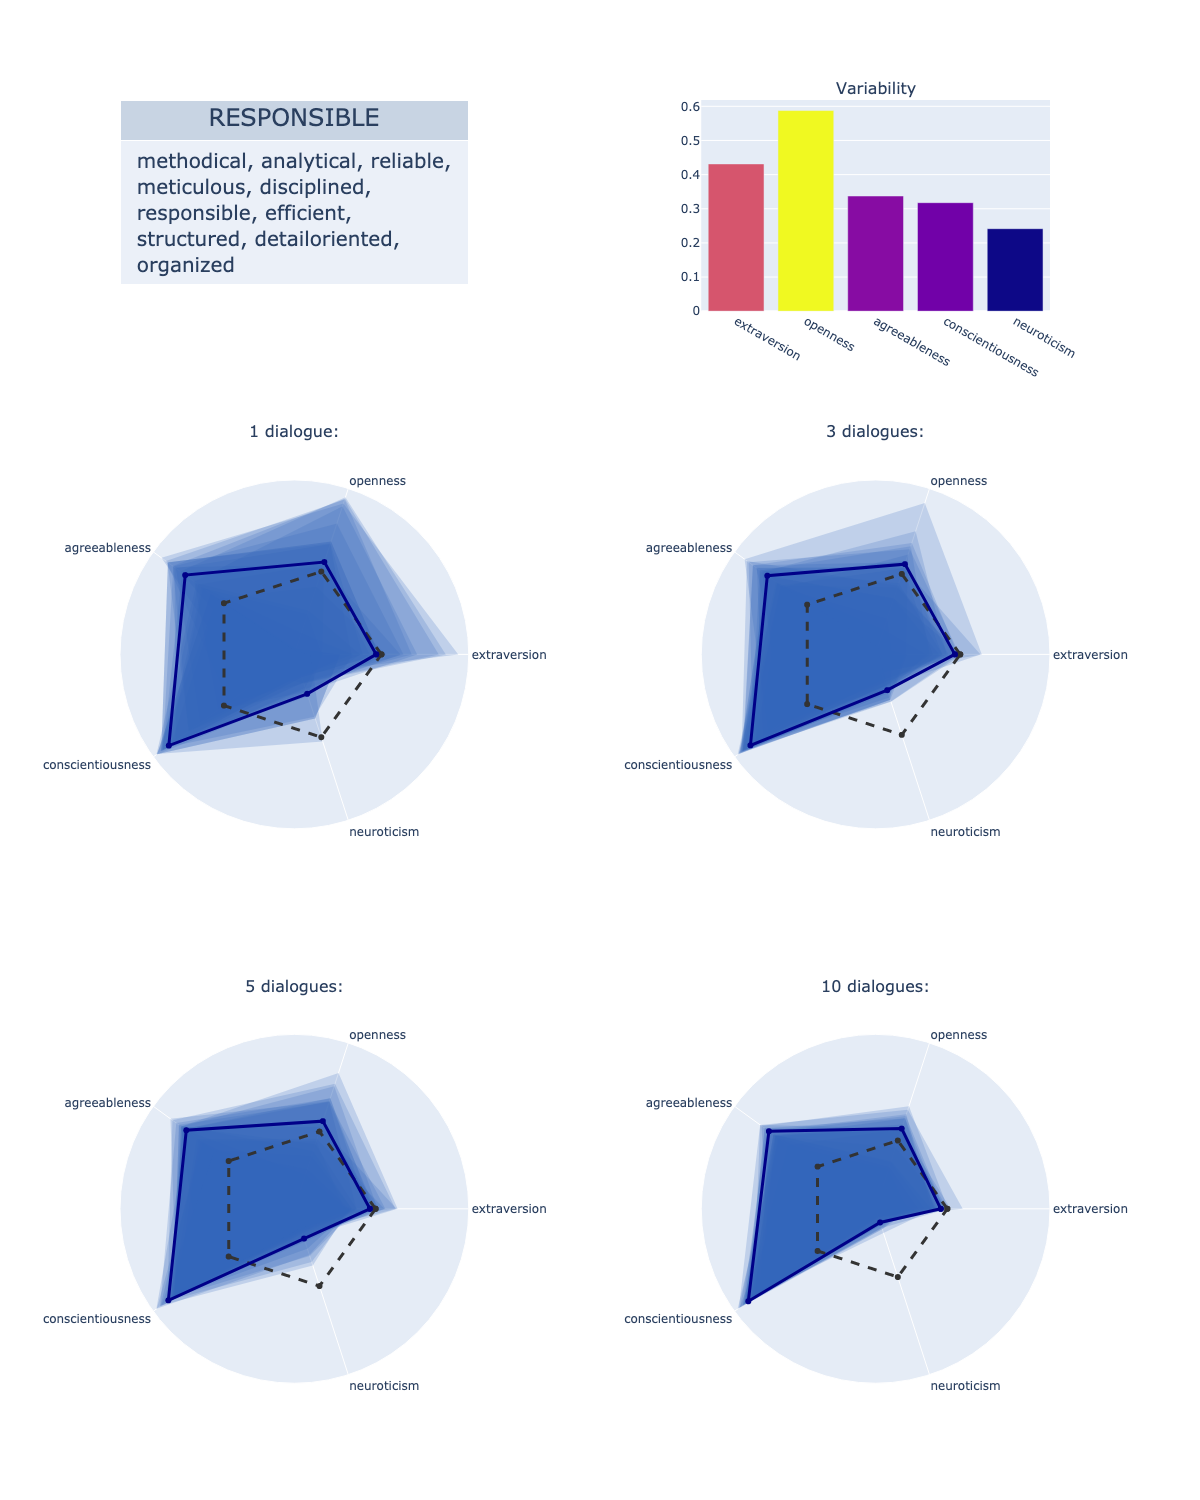 RESPONSIBLE
methodical, analytical, reliable,
meticulous, disciplined,
responsible, efficient,
structured, detailoriented,
organized
Variability
0.6
0.5
0.4
0.3
0.2
0.1
0
extraversion
openness
agreeableness
conscientiousness
neuroticism
1 dialogue:
openness
agreeableness
extraversion
conscientiousness
neuroticism
3 dialogues:
openness
agreeableness
extraversion
conscientiousness
neuroticism
5 dialogues:
openness
agreeableness
extraversion
conscientiousness
neuroticism
10 dialogues:
openness
agreeableness
extraversion
conscientiousness
neuroticism